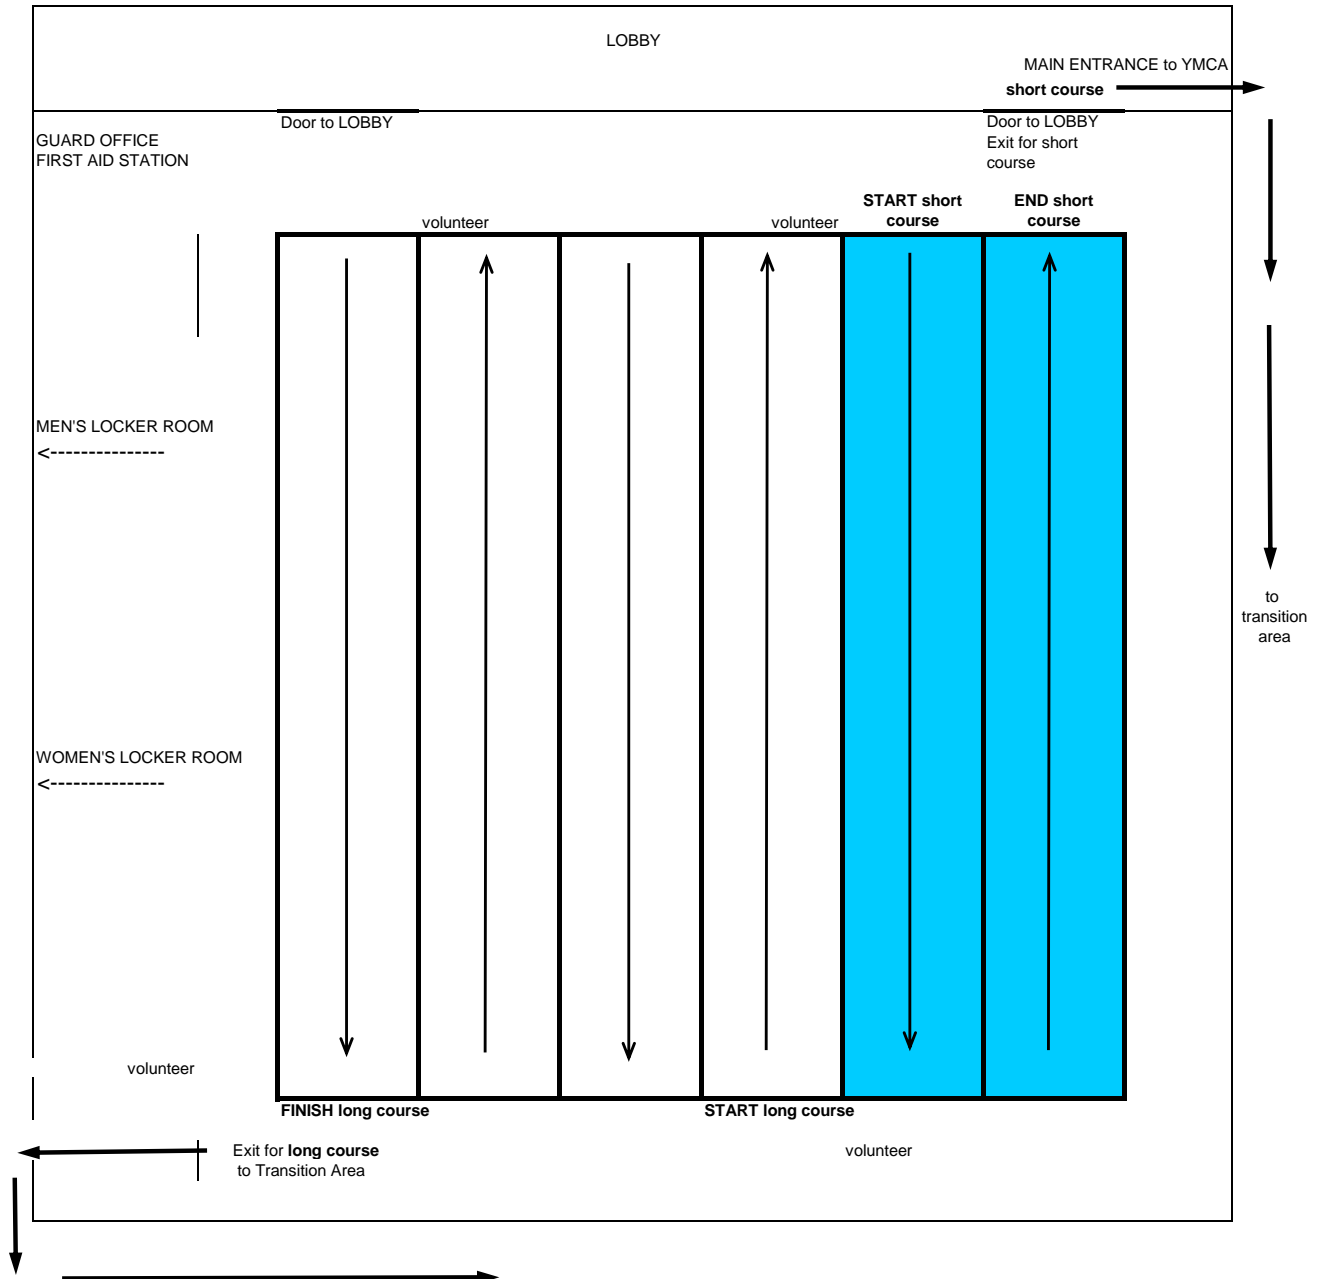 LOBBY
MAIN ENTRANCE to YMCA
short course
Door to LOBBY
Door to LOBBY
Exit for short
course
GUARD OFFICE
FIRST AID STATION
volunteer
volunteer
START short
course
END short
course
MEN'S LOCKER ROOM
<---------------
to
transition
area
WOMEN'S LOCKER ROOM
<---------------
volunteer
FINISH long course
START long course
Exit for long course
to Transition Area
volunteer